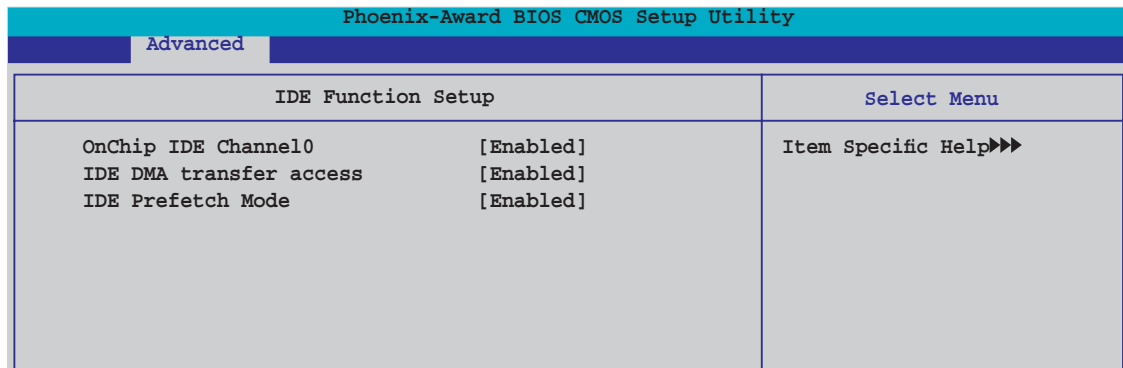 Phoenix-Award BIOS CMOS Setup Utility
Advanced
IDE Function Setup
Select Menu
OnChip IDE Channel0 [Enabled]
IDE DMA transfer access [Enabled]
IDE Prefetch Mode [Enabled]
Item Specific Help